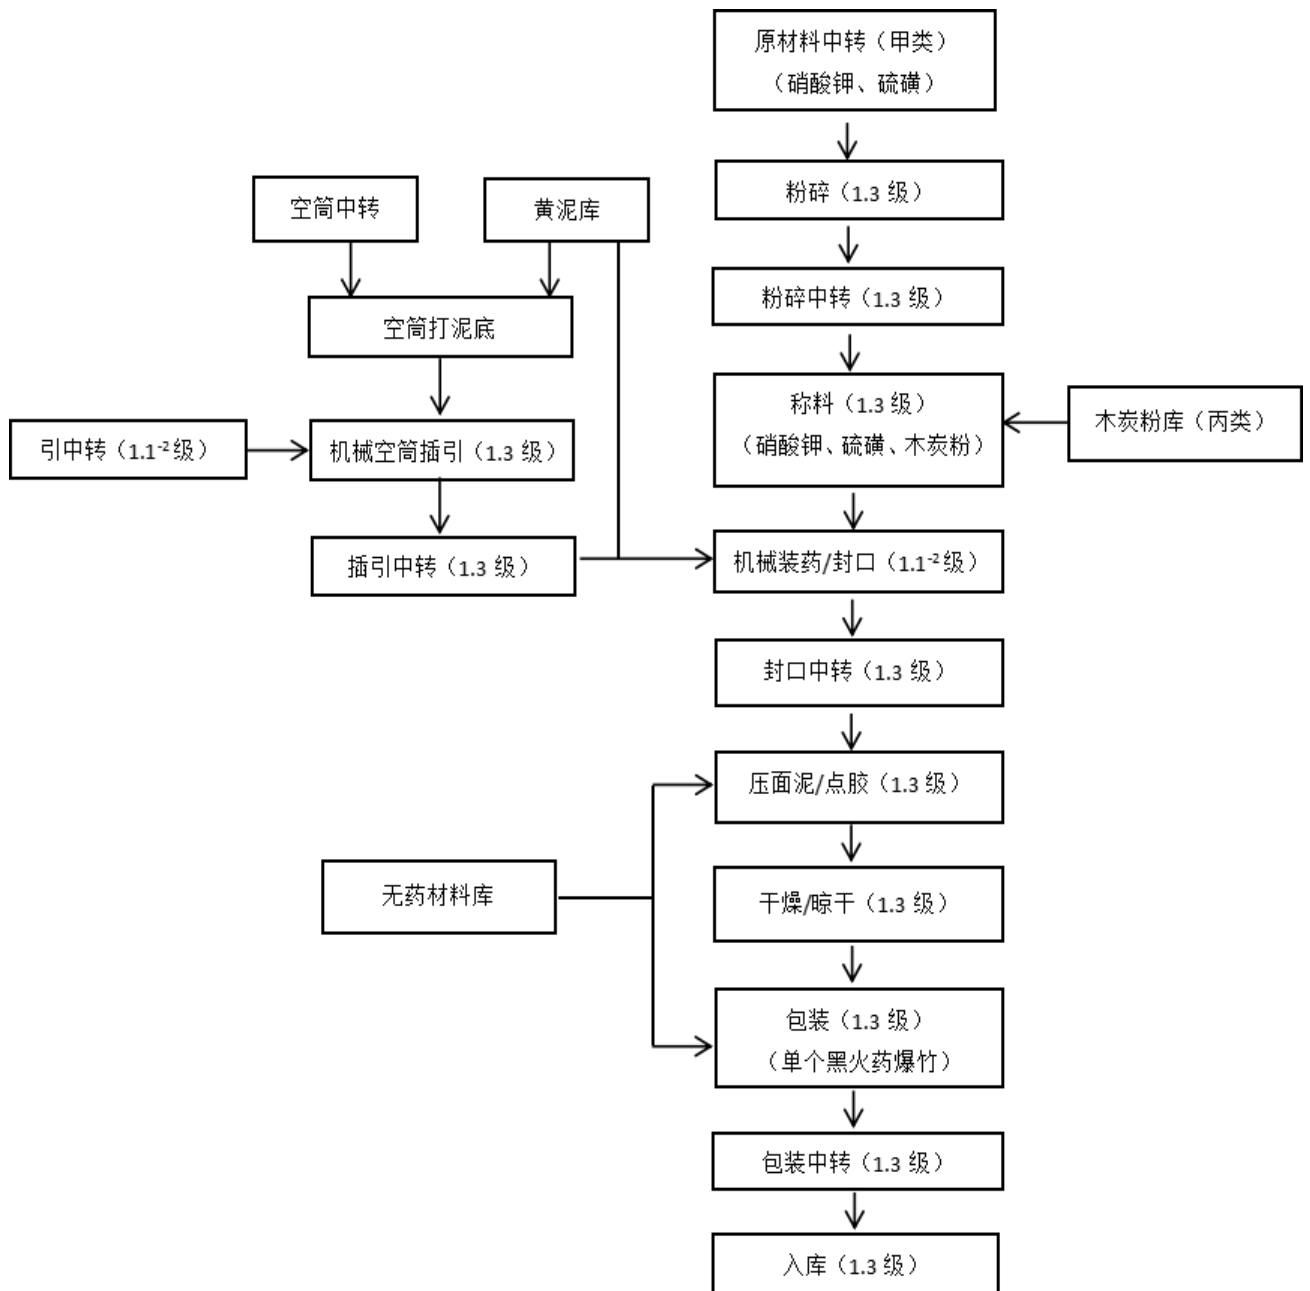 原材料中转（甲类）
（硝酸钾、硫磺）
粉碎（1.3 级）
空筒中转
黄泥库
粉碎中转（1.3 级）
空筒打泥底
称料（1.3 级）
（硝酸钾、硫磺、木炭粉）
木炭粉库（丙类）
引中转（1.1⁻²级）
机械空筒插引（1.3 级）
插引中转（1.3 级）
机械装药/封口（1.1⁻²级）
封口中转（1.3 级）
压面泥/点胶（1.3 级）
无药材料库
干燥/晾干（1.3 级）
包装（1.3 级）
（单个黑火药爆竹）
包装中转（1.3 级）
入库（1.3 级）